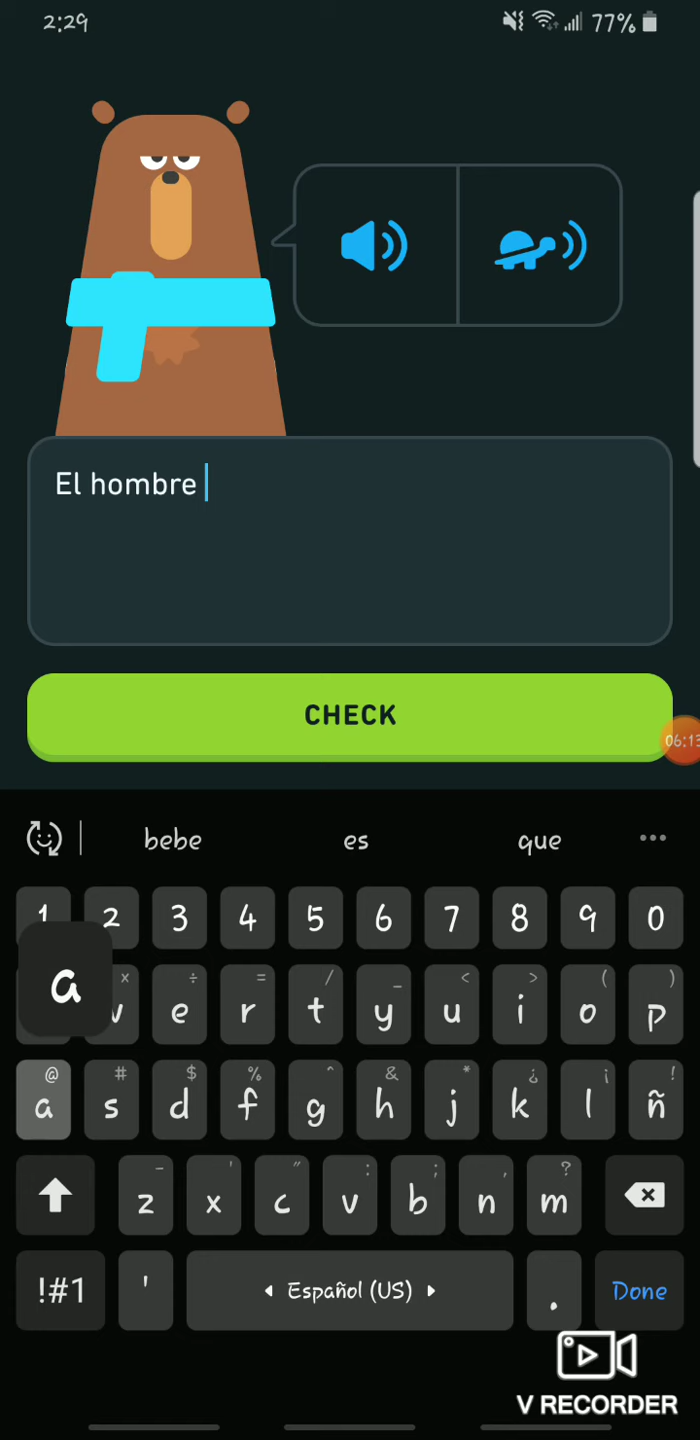 2:29 77%
El hombre
CHECK
06:13
bebe es que
1 2 3 4 5 6 7 8 9 0
a
× ÷ = / _ < > ( )
w e r t y u i o p
@ # $ % ^ & * ¿ ¡ !
a s d f g h j k l ñ
- ' " : ; , ?
z x c v b n m
!#1 ' Español (US) . Done
V RECORDER